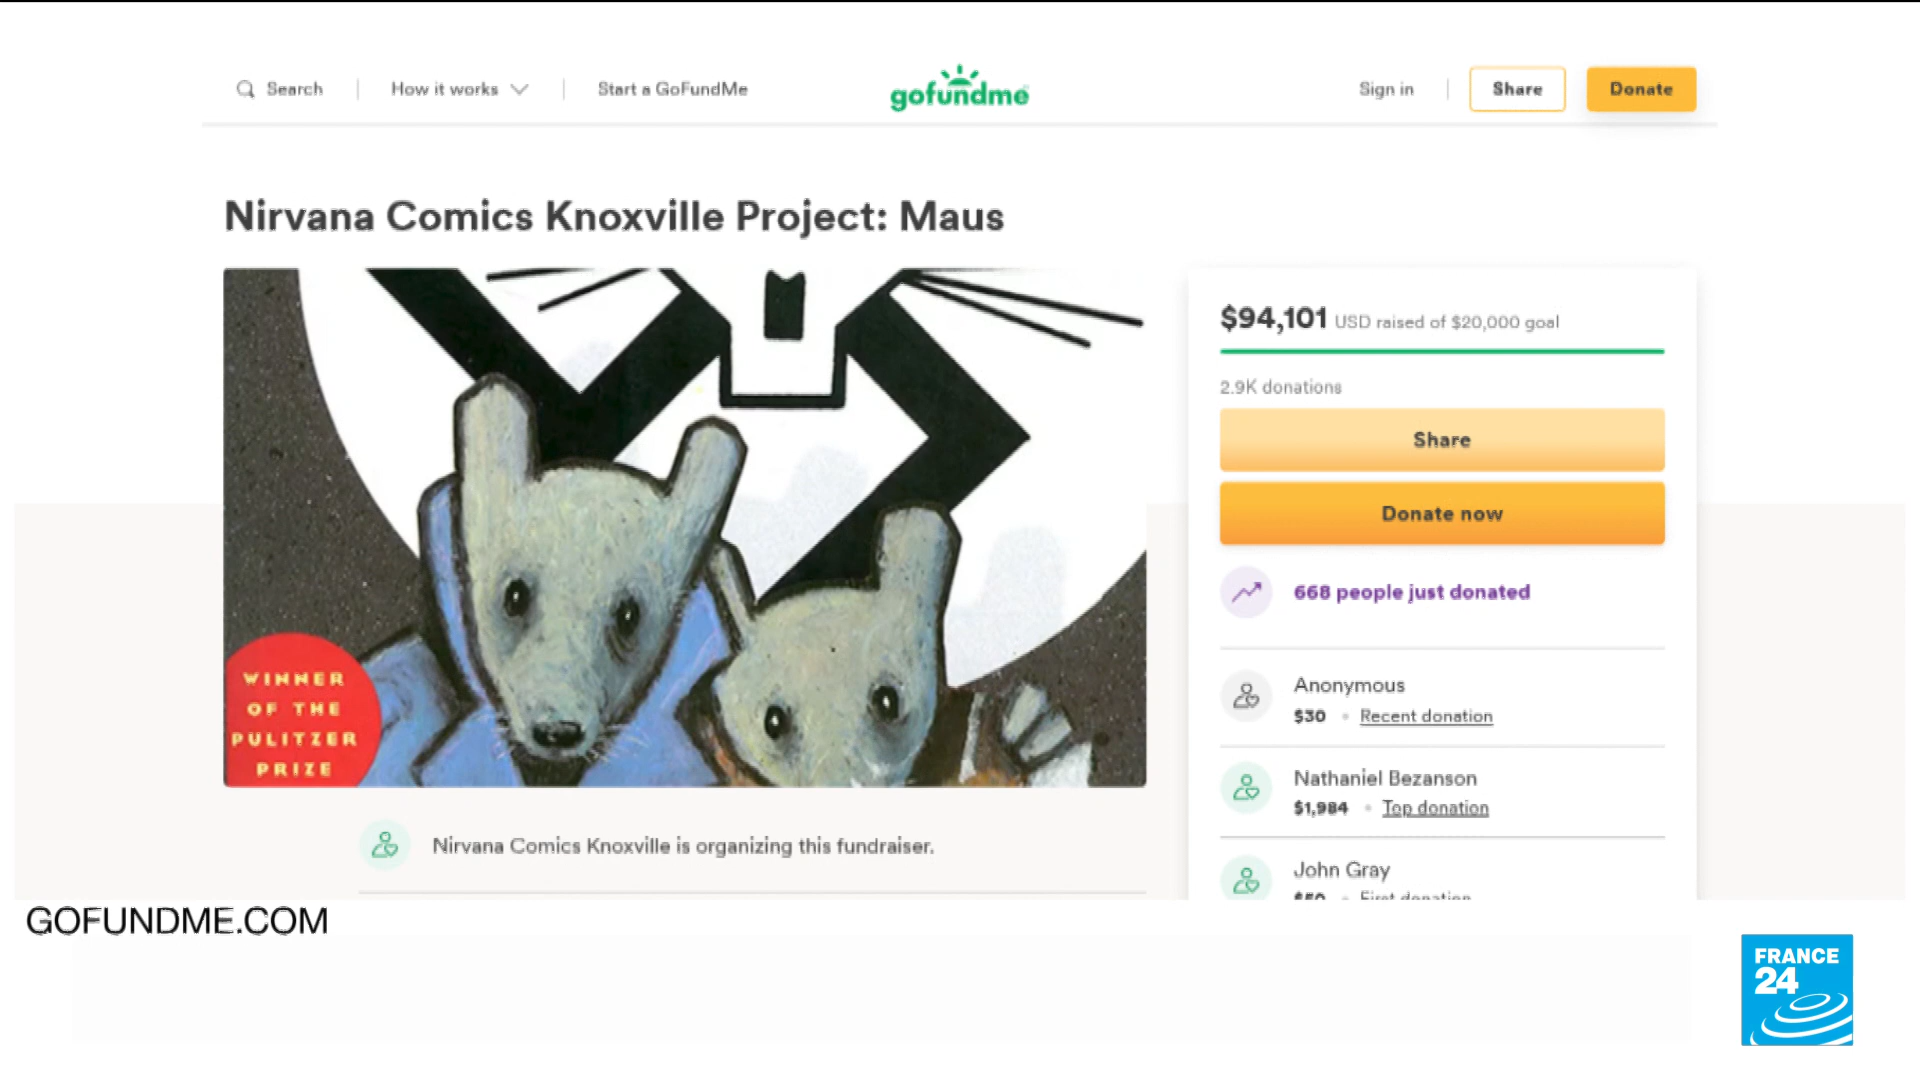 Search
How it works
Start a GoFundMe
gofundme
Sign in
Share
Donate
Nirvana Comics Knoxville Project: Maus
WINNER
OF THE
PULITZER
PRIZE
Nirvana Comics Knoxville is organizing this fundraiser.
$94,101 USD raised of $20,000 goal
2.9K donations
Share
Donate now
668 people just donated
Anonymous
$30 • Recent donation
Nathaniel Bezanson
$1,984 • Top donation
John Gray
$50 • First donation
GOFUNDME.COM
FRANCE
24